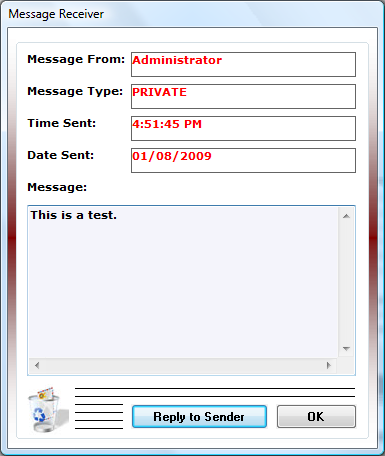 Message Receiver
Message From: Administrator
Message Type: PRIVATE
Time Sent: 4:51:45 PM
Date Sent: 01/08/2009
Message:
This is a test.
Reply to Sender OK